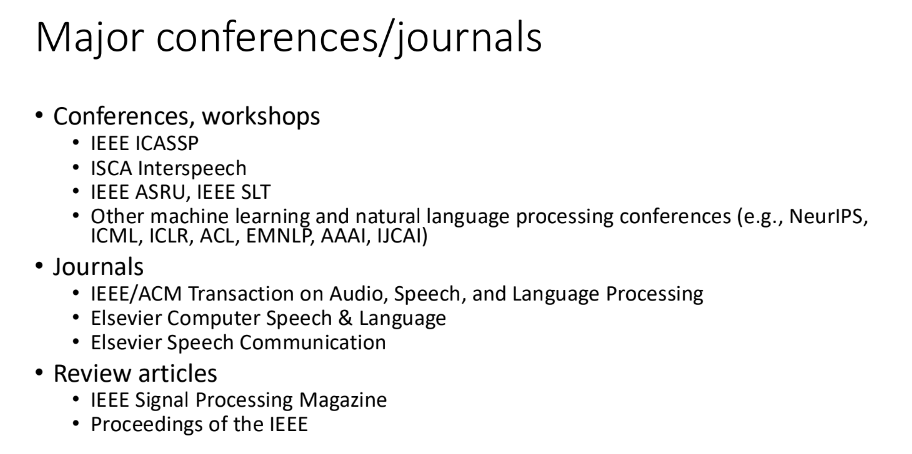 Major conferences/journals
• Conferences, workshops
• IEEE ICASSP
• ISCA Interspeech
• IEEE ASRU, IEEE SLT
• Other machine learning and natural language processing conferences (e.g., NeurIPS,
ICML, ICLR, ACL, EMNLP, AAAI, IJCAI)
• Journals
• IEEE/ACM Transaction on Audio, Speech, and Language Processing
• Elsevier Computer Speech & Language
• Elsevier Speech Communication
• Review articles
• IEEE Signal Processing Magazine
• Proceedings of the IEEE